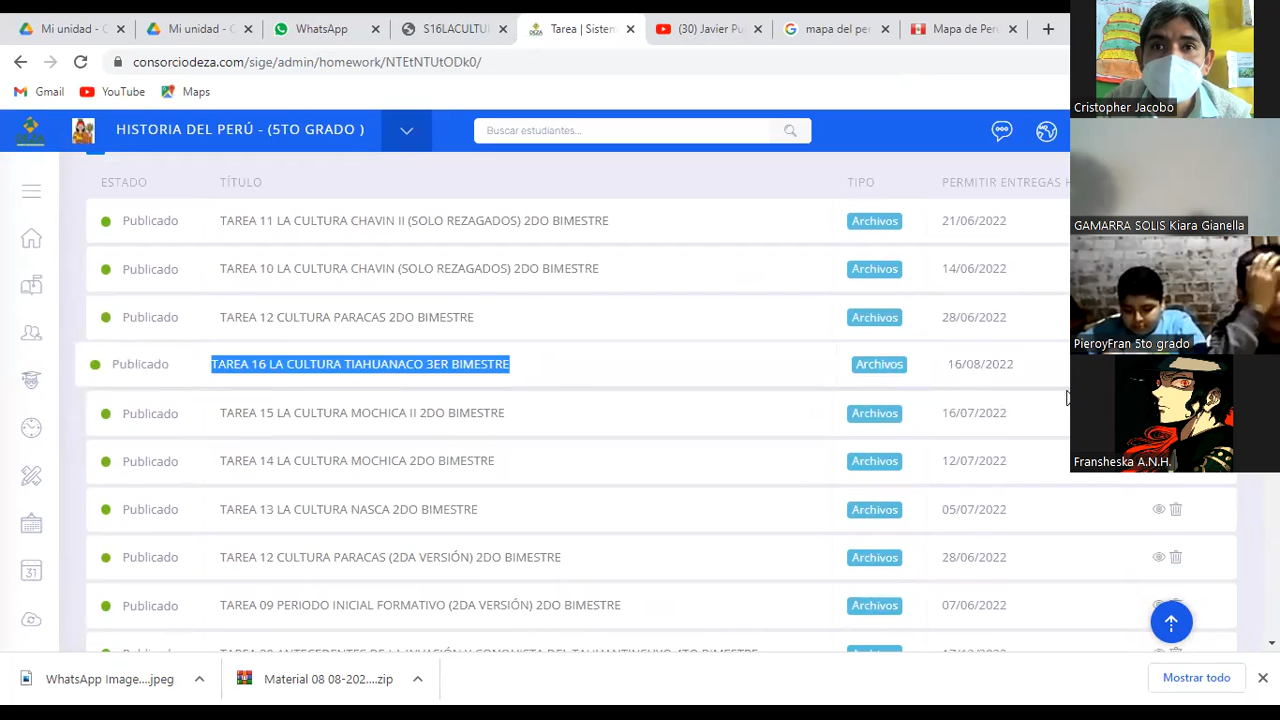 Mi unidad - G
Mi unidad - 
WhatsApp
"S16LACULTU
Tarea | Sistem
(30) Javier Pu
mapa del per
Mapa de Per
consorciodeza.com/sige/admin/homework/NTEtNTUtODk0/
Gmail
YouTube
Maps
DEZA
HISTORIA DEL PERÚ - (5TO GRADO )
Buscar estudiantes...
ESTADO
TÍTULO
TIPO
PERMITIR ENTREGAS H
Publicado
TAREA 11 LA CULTURA CHAVIN II (SOLO REZAGADOS) 2DO BIMESTRE
Archivos
21/06/2022
Publicado
TAREA 10 LA CULTURA CHAVIN (SOLO REZAGADOS) 2DO BIMESTRE
Archivos
14/06/2022
Publicado
TAREA 12 CULTURA PARACAS 2DO BIMESTRE
Archivos
28/06/2022
Publicado
TAREA 16 LA CULTURA TIAHUANACO 3ER BIMESTRE
Archivos
16/08/2022
Publicado
TAREA 15 LA CULTURA MOCHICA II 2DO BIMESTRE
Archivos
16/07/2022
Publicado
TAREA 14 LA CULTURA MOCHICA 2DO BIMESTRE
Archivos
12/07/2022
Publicado
TAREA 13 LA CULTURA NASCA 2DO BIMESTRE
Archivos
05/07/2022
Publicado
TAREA 12 CULTURA PARACAS (2DA VERSIÓN) 2DO BIMESTRE
Archivos
28/06/2022
Publicado
TAREA 09 PERIODO INICIAL FORMATIVO (2DA VERSIÓN) 2DO BIMESTRE
Archivos
07/06/2022
31
WhatsApp Image....jpeg
Material 08 08-202....zip
Mostrar todo
Cristopher Jacobo
GAMARRA SOLIS Kiara Gianella
PieroyFran 5to grado
Fransheska A.N.H.